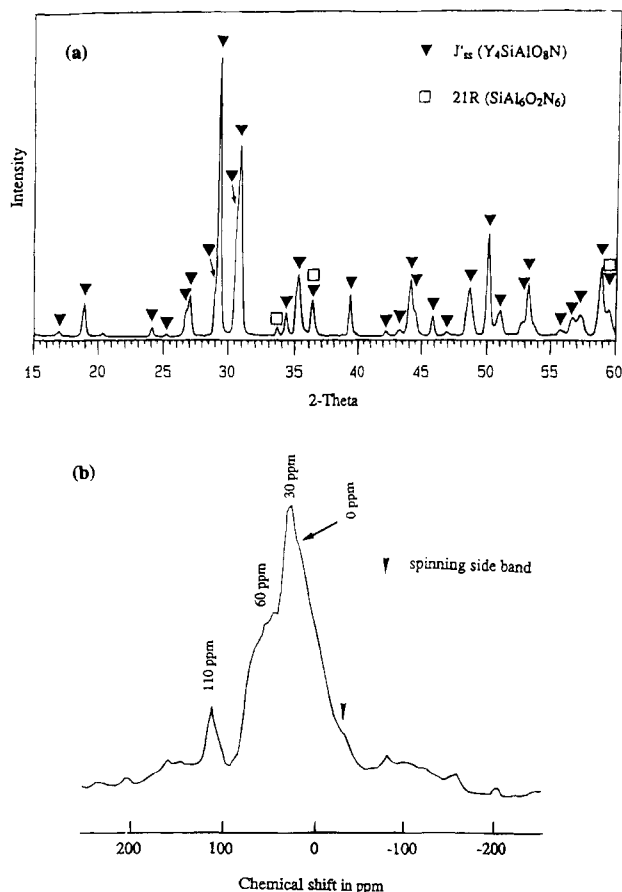 (a)
▼ J'ss (Y₄SiAlO₈N)
□ 21R (SiAl₆O₂N₆)
Intensity
15 20 25 30 35 40 45 50 55 60
2-Theta
(b)
30 ppm
0 ppm
60 ppm
110 ppm
spinning side band
200 100 0 -100 -200
Chemical shift in ppm